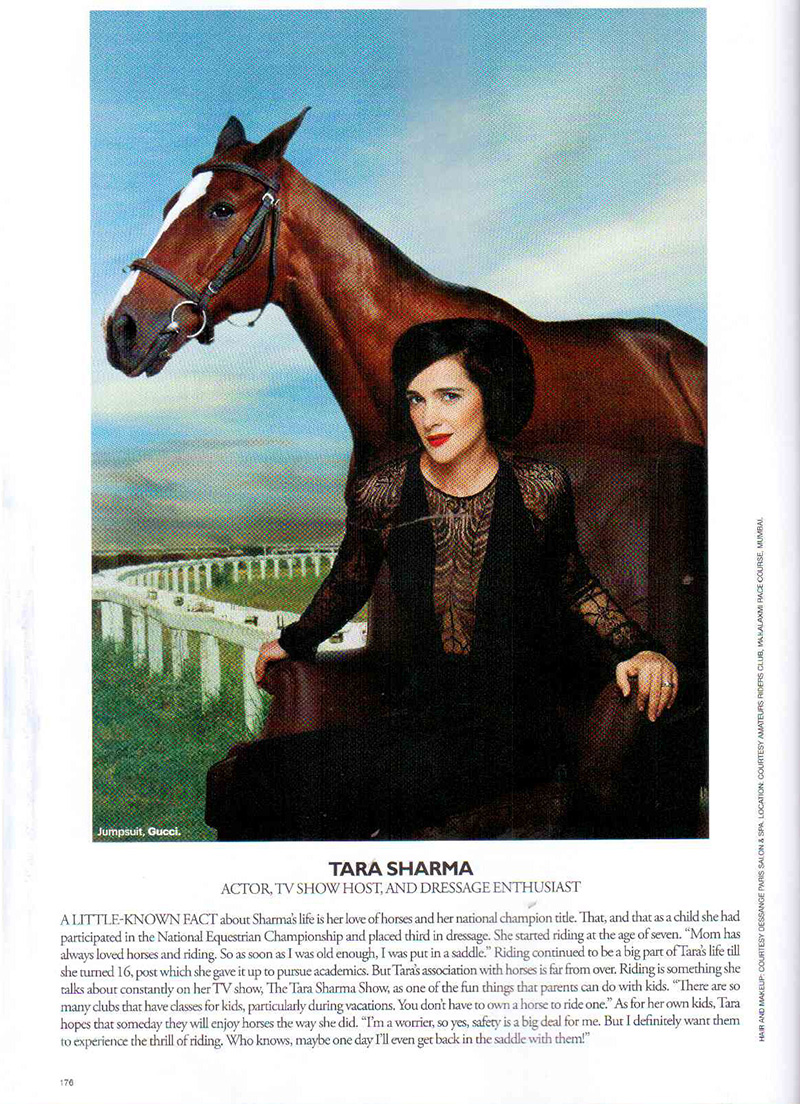 Jumpsuit, Gucci.
TARA SHARMA
ACTOR, TV SHOW HOST, AND DRESSAGE ENTHUSIAST
A LITTLE-KNOWN FACT about Sharma's life is her love of horses and her national champion title. That, and that as a child she had
participated in the National Equestrian Championship and placed third in dressage. She started riding at the age of seven. “Mom has
always loved horses and riding. So as soon as I was old enough, I was put in a saddle.” Riding continued to be a big part of Tara's life till
she turned 16, post which she gave it up to pursue academics. But Tara's association with horses is far from over. Riding is something she
talks about constantly on her TV show, The Tara Sharma Show, as one of the fun things that parents can do with kids. “There are so
many clubs that have classes for kids, particularly during vacations. You don't have to own a horse to ride one.” As for her own kids, Tara
hopes that someday they will enjoy horses the way she did. “I'm a worrier, so yes, safety is a big deal for me. But I definitely want them
to experience the thrill of riding. Who knows, maybe one day I'll even get back in the saddle with them!”
HAIR AND MAKEUP: COURTESY DESSANGE PARIS SALON & SPA. LOCATION: COURTESY AMATEURS RIDERS CLUB, MAHALAXMI RACE COURSE, MUMBAI.
176